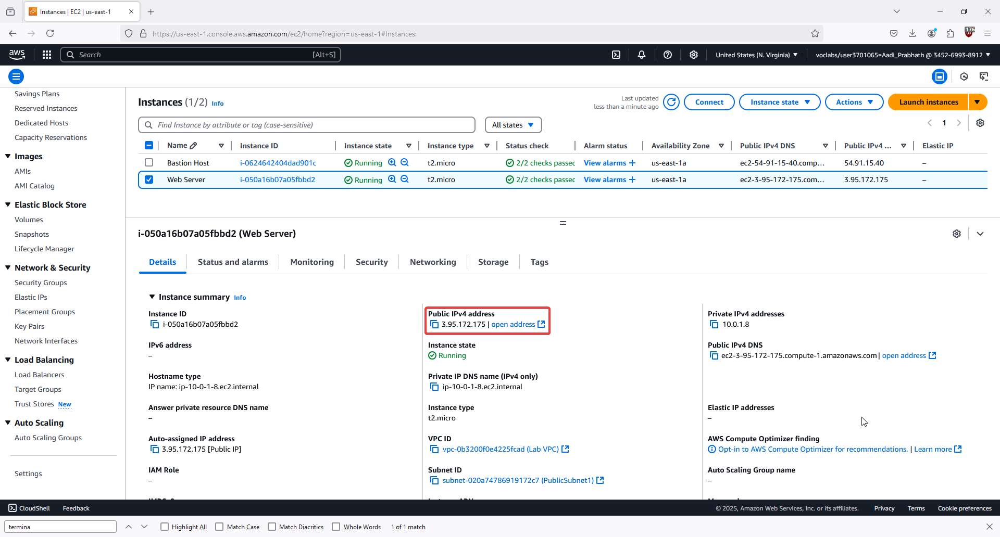 Instances | EC2 | us-east-1
https://us-east-1.console.aws.amazon.com/ec2/home?region=us-east-1#Instances:
176
aws
Search
[Alt+S]
United States (N. Virginia)
voclabs/user3701065=Aadi_Prabhath @ 3452-6993-8912
Savings Plans
Reserved Instances
Dedicated Hosts
Capacity Reservations
Images
AMIs
AMI Catalog
Elastic Block Store
Volumes
Snapshots
Lifecycle Manager
Network & Security
Security Groups
Elastic IPs
Placement Groups
Key Pairs
Network Interfaces
Load Balancing
Load Balancers
Target Groups
Trust Stores New
Auto Scaling
Auto Scaling Groups
Settings
Instances (1/2) Info
Last updated
less than a minute ago
Connect
Instance state
Actions
Launch instances
Find Instance by attribute or tag (case-sensitive)
All states
1
Name Instance ID Instance state Instance type Status check Alarm status Availability Zone Public IPv4 DNS Public IPv4 ... Elastic IP
Bastion Host i-0624642404dad901c Running t2.micro 2/2 checks passec View alarms + us-east-1a ec2-54-91-15-40.comp... 54.91.15.40 –
Web Server i-050a16b07a05fbbd2 Running t2.micro 2/2 checks passec View alarms + us-east-1a ec2-3-95-172-175.com... 3.95.172.175 –
i-050a16b07a05fbbd2 (Web Server)
Details Status and alarms Monitoring Security Networking Storage Tags
Instance summary Info
Instance ID
i-050a16b07a05fbbd2
Public IPv4 address
3.95.172.175 | open address
Private IPv4 addresses
10.0.1.8
IPv6 address
–
Instance state
Running
Public IPv4 DNS
ec2-3-95-172-175.compute-1.amazonaws.com | open address
Hostname type
IP name: ip-10-0-1-8.ec2.internal
Private IP DNS name (IPv4 only)
ip-10-0-1-8.ec2.internal
Answer private resource DNS name
–
Instance type
t2.micro
Elastic IP addresses
–
Auto-assigned IP address
3.95.172.175 [Public IP]
VPC ID
vpc-0b3200f0e4225fcad (Lab VPC)
AWS Compute Optimizer finding
Opt-in to AWS Compute Optimizer for recommendations. | Learn more
IAM Role
–
Subnet ID
subnet-020a74786919172c7 (PublicSubnet1)
Auto Scaling Group name
–
CloudShell Feedback
© 2025, Amazon Web Services, Inc. or its affiliates. Privacy Terms Cookie preferences
termina
Highlight All Match Case Match Diacritics Whole Words 1 of 1 match